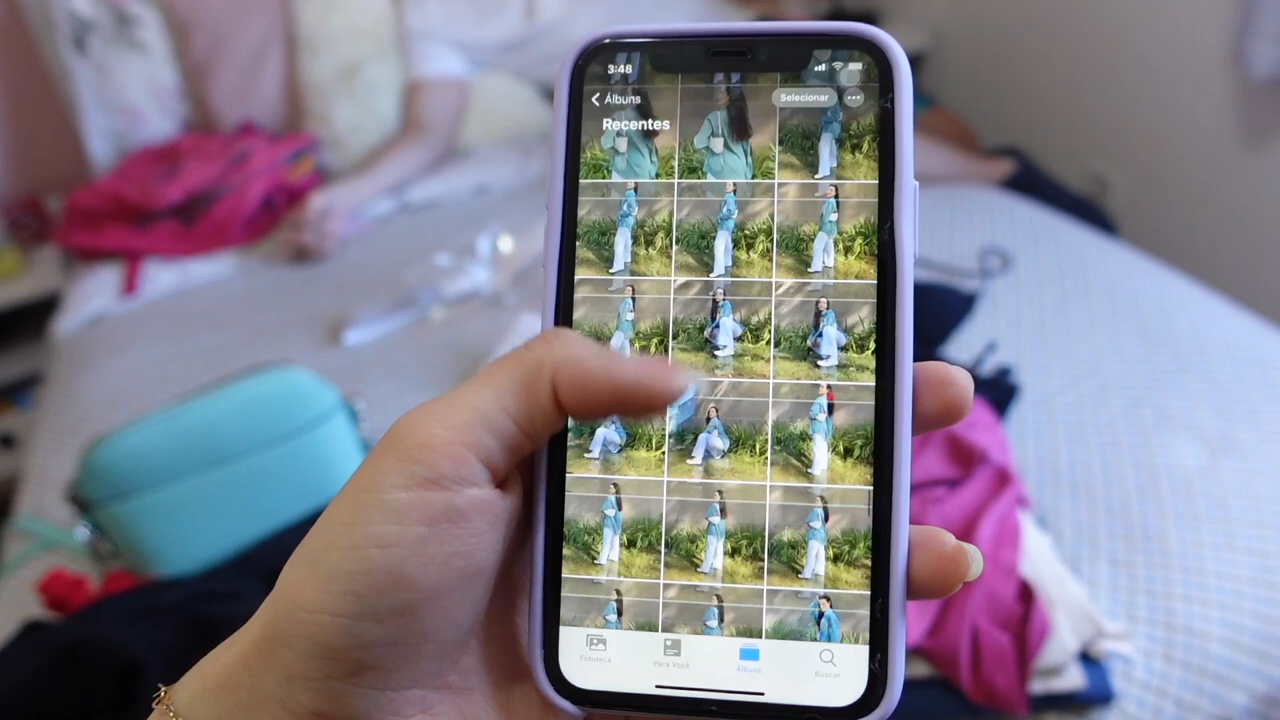 3:48
Álbuns
Selecionar
Recentes
Fototeca
Para Você
Álbuns
Buscar